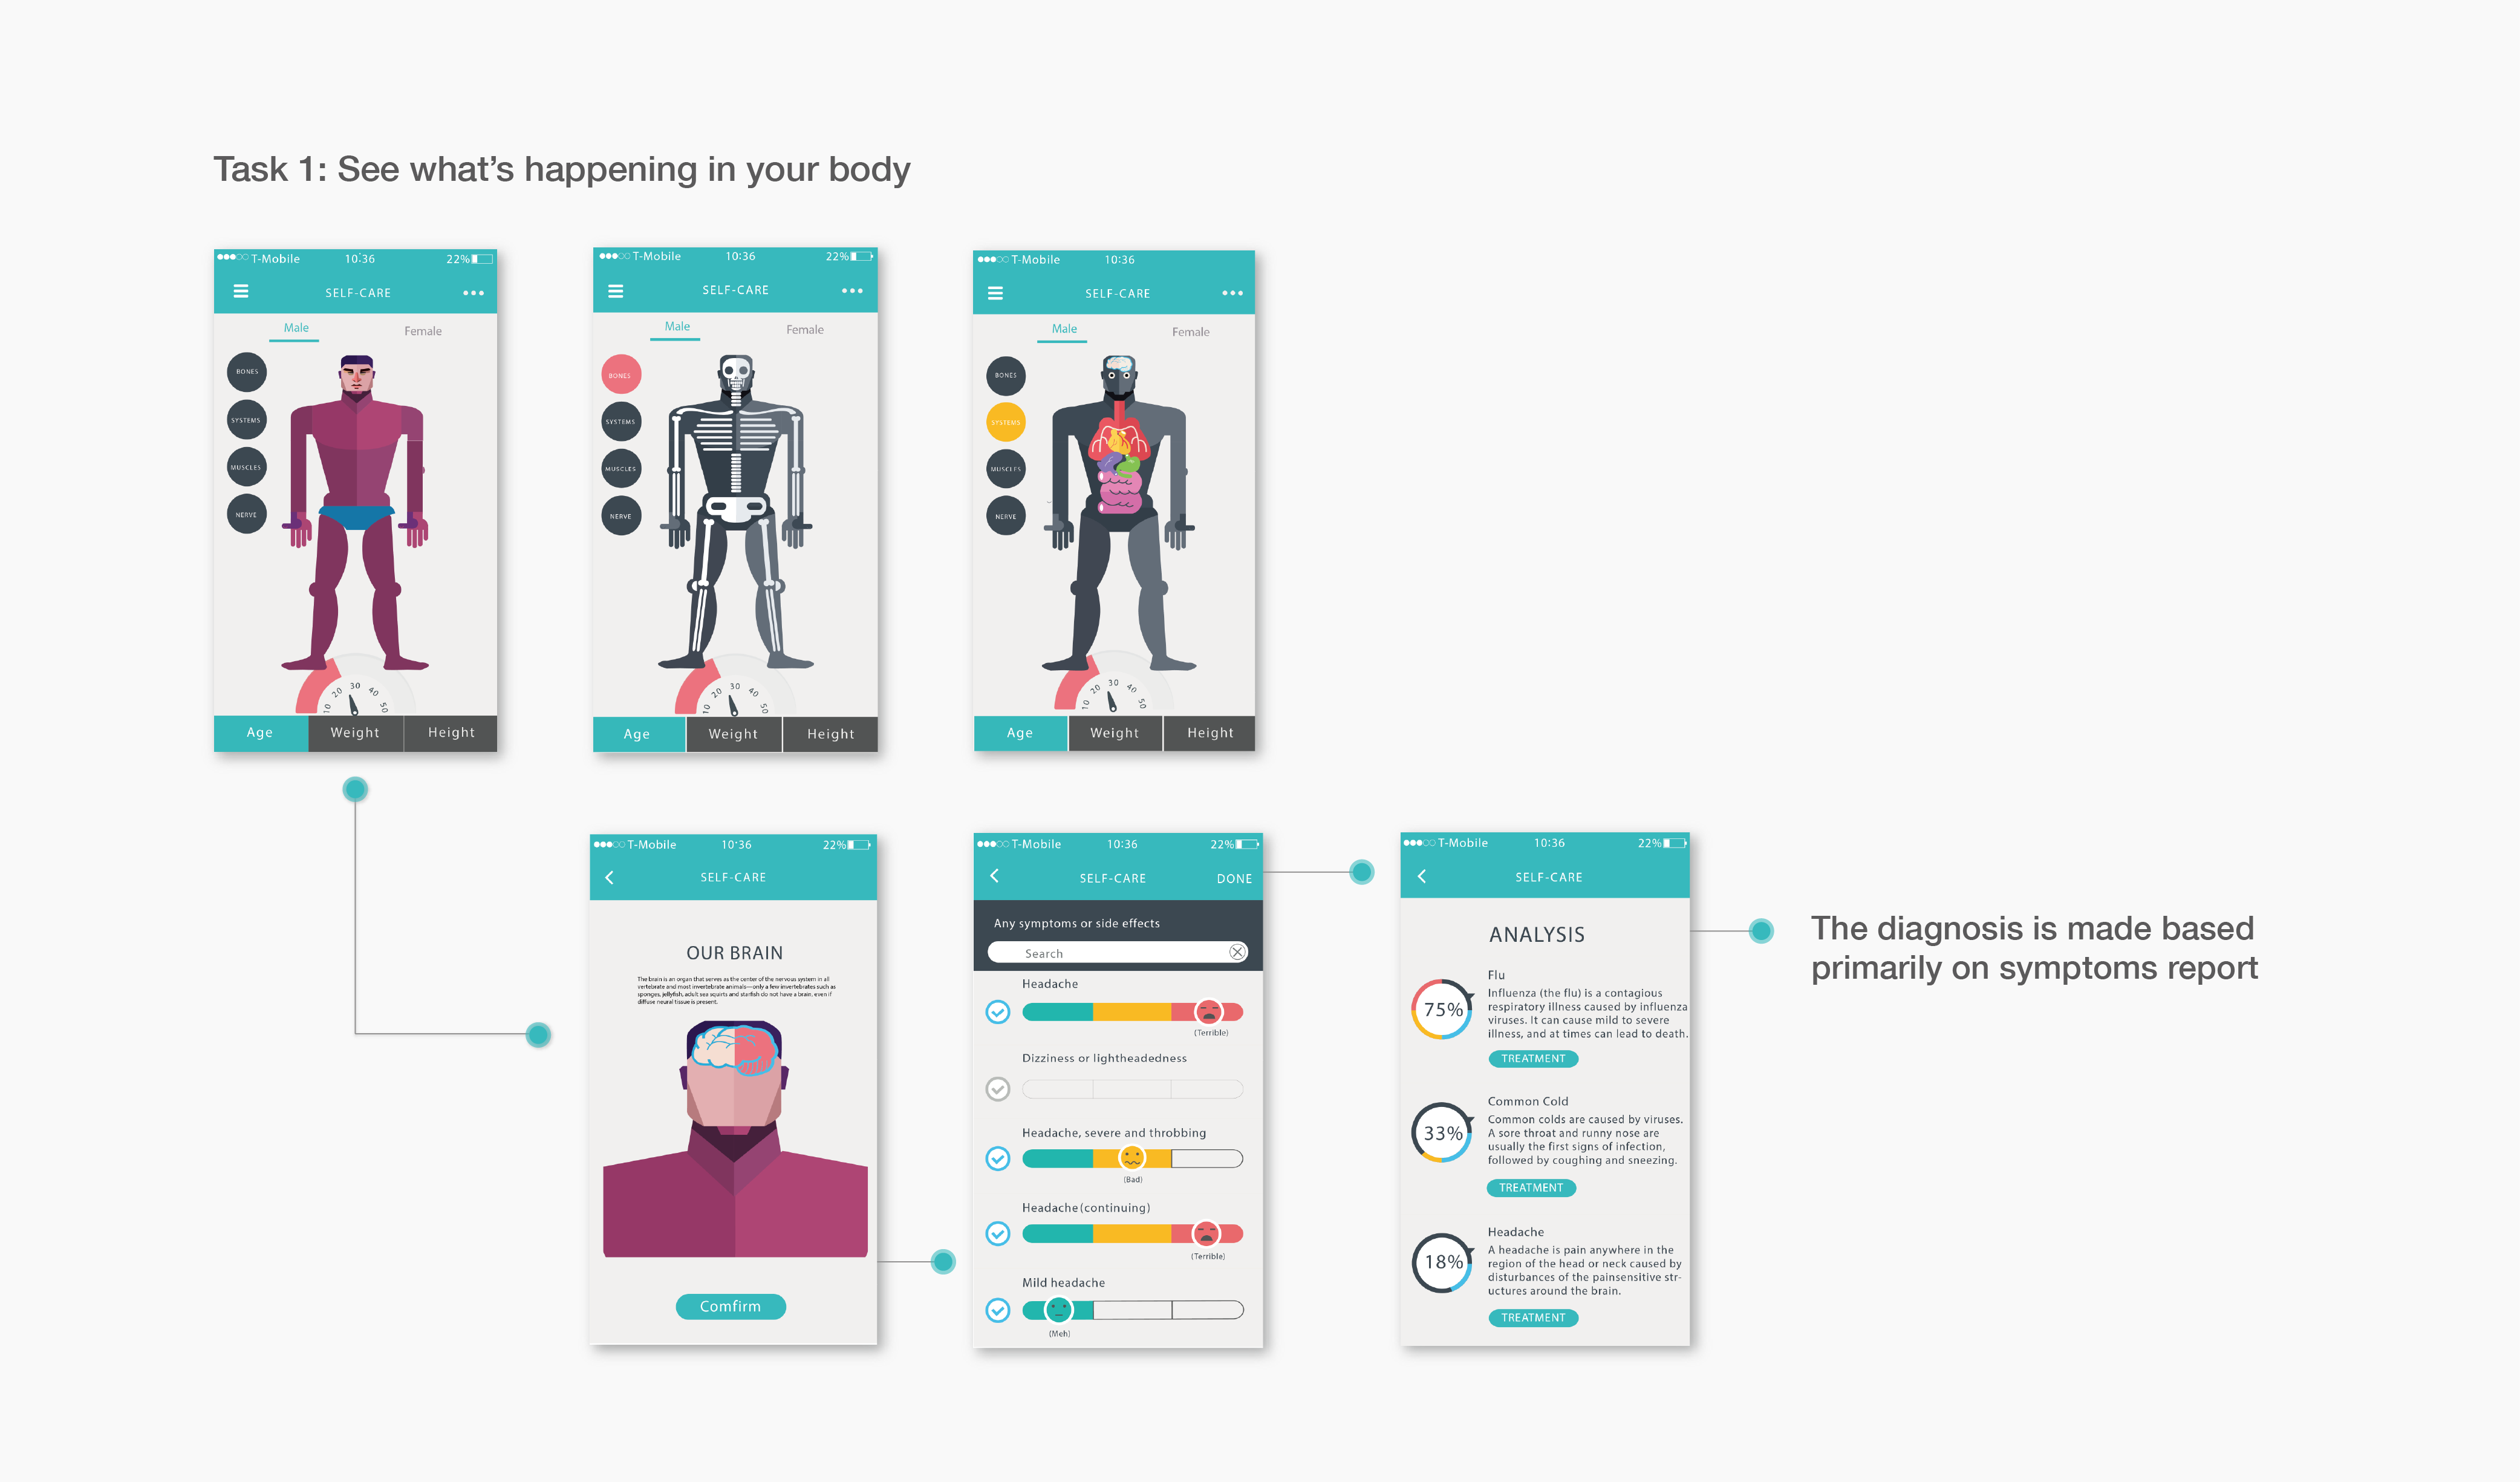 Task 1: See what's happening in your body
T-Mobile 10:36 22%
SELF-CARE
Male Female
BONES
SYSTEMS
MUSCLES
NERVE
10 20 30 40 50
Age Weight Height
T-Mobile 10:36 22%
SELF-CARE
Male Female
BONES
SYSTEMS
MUSCLES
NERVE
10 20 30 40 50
Age Weight Height
T-Mobile 10:36
SELF-CARE
Male Female
BONES
SYSTEMS
MUSCLES
NERVE
10 20 30 40 50
Age Weight Height
T-Mobile 10:36 22%
SELF-CARE
OUR BRAIN
The brain is an organ that serves as the center of the nervous system in all
vertebrate and most invertebrate animals—only a few invertebrates such as
sponges, jellyfish, adult sea squirts and starfish do not have a brain, even if
diffuse neural tissue is present.
Comfirm
T-Mobile 10:36 22%
SELF-CARE DONE
Any symptoms or side effects
Search
Headache
(Terrible)
Dizziness or lightheadedness
Headache, severe and throbbing
(Bad)
Headache (continuing)
(Terrible)
Mild headache
(Meh)
T-Mobile 10:36 22%
SELF-CARE
ANALYSIS
75%
Flu
Influenza (the flu) is a contagious
respiratory illness caused by influenza
viruses. It can cause mild to severe
illness, and at times can lead to death.
TREATMENT
33%
Common Cold
Common colds are caused by viruses.
A sore throat and runny nose are
usually the first signs of infection,
followed by coughing and sneezing.
TREATMENT
18%
Headache
A headache is pain anywhere in the
region of the head or neck caused by
disturbances of the painsensitive str-
uctures around the brain.
TREATMENT
The diagnosis is made based
primarily on symptoms report